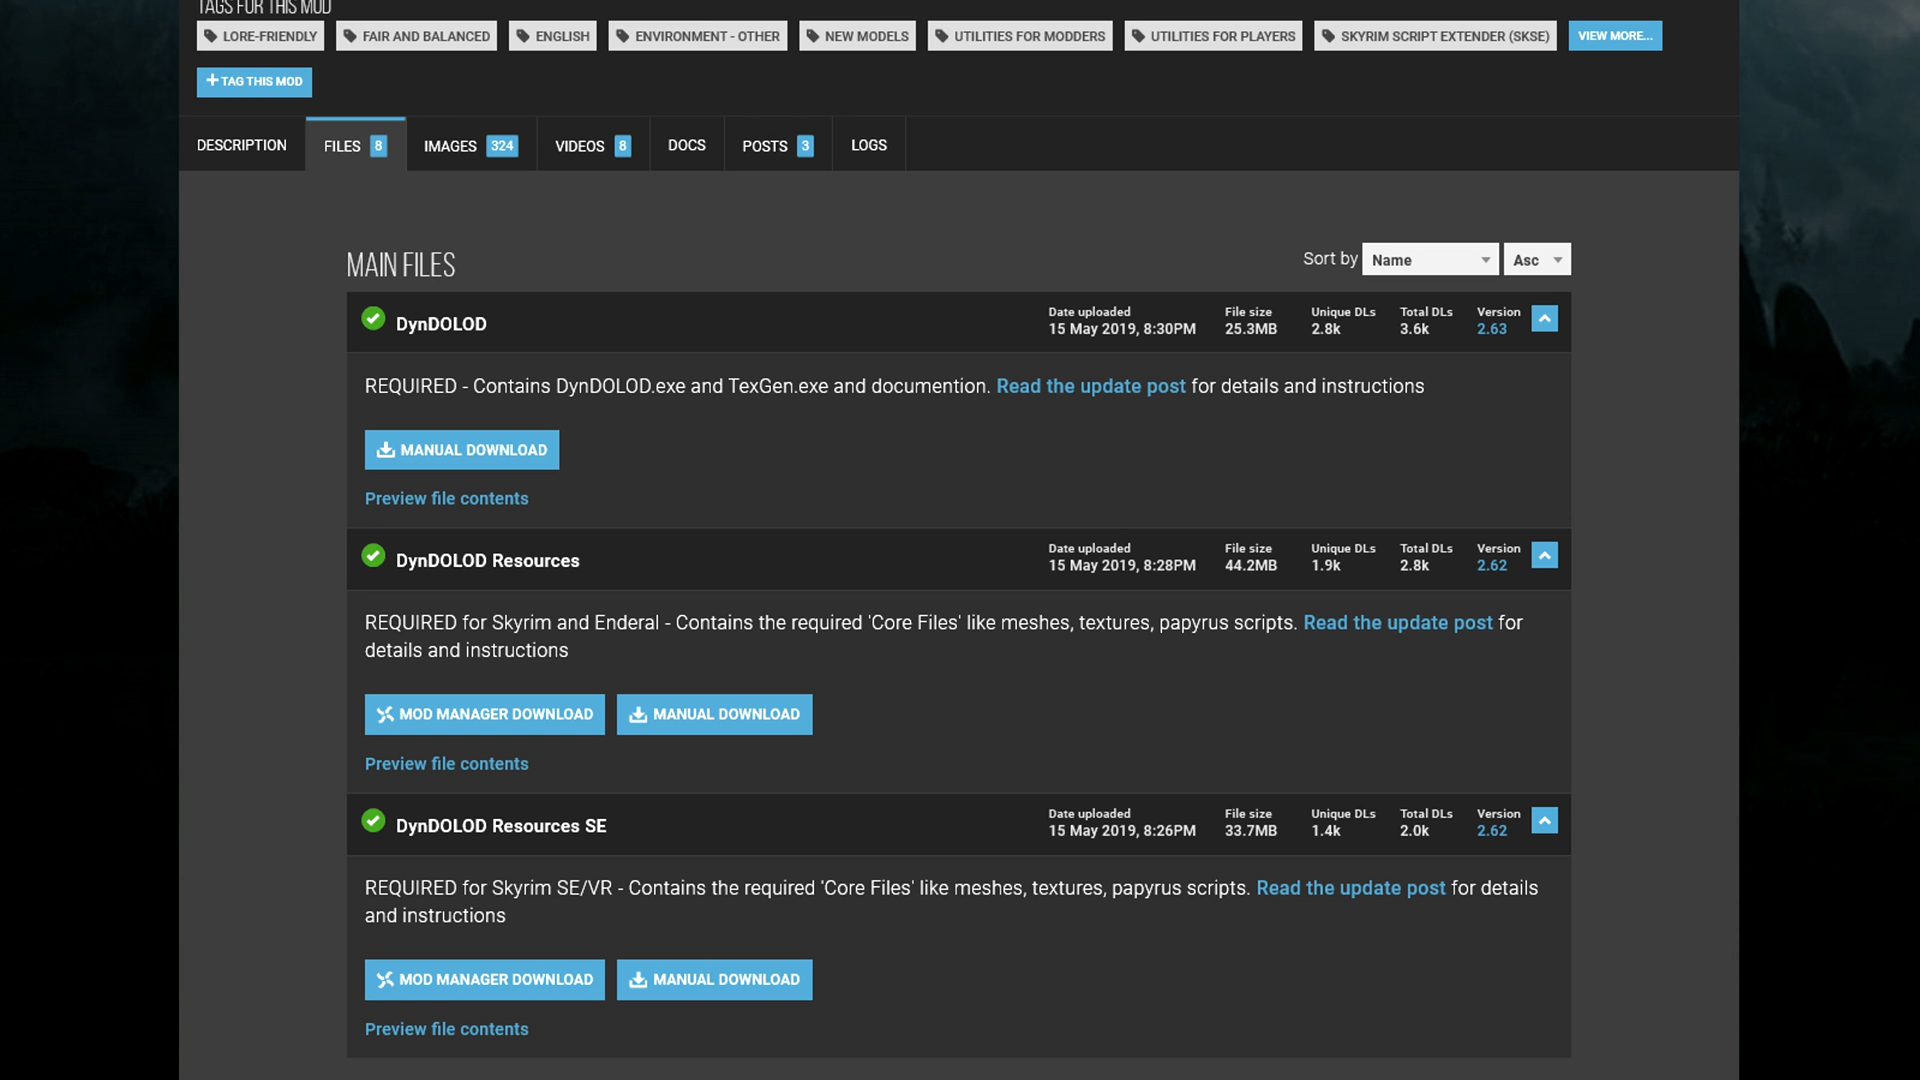 TAGS FOR THIS MOD
LORE-FRIENDLY FAIR AND BALANCED ENGLISH ENVIRONMENT - OTHER NEW MODELS UTILITIES FOR MODDERS UTILITIES FOR PLAYERS SKYRIM SCRIPT EXTENDER (SKSE) VIEW MORE...
+ TAG THIS MOD
DESCRIPTION FILES 8 IMAGES 324 VIDEOS 8 DOCS POSTS 3 LOGS
MAIN FILES Sort by Name Asc
DynDOLOD
Date uploaded File size Unique DLs Total DLs Version
15 May 2019, 8:30PM 25.3MB 2.8k 3.6k 2.63
REQUIRED - Contains DynDOLOD.exe and TexGen.exe and documention. Read the update post for details and instructions
MANUAL DOWNLOAD
Preview file contents
DynDOLOD Resources
Date uploaded File size Unique DLs Total DLs Version
15 May 2019, 8:28PM 44.2MB 1.9k 2.8k 2.62
REQUIRED for Skyrim and Enderal - Contains the required 'Core Files' like meshes, textures, papyrus scripts. Read the update post for
details and instructions
MOD MANAGER DOWNLOAD MANUAL DOWNLOAD
Preview file contents
DynDOLOD Resources SE
Date uploaded File size Unique DLs Total DLs Version
15 May 2019, 8:26PM 33.7MB 1.4k 2.0k 2.62
REQUIRED for Skyrim SE/VR - Contains the required 'Core Files' like meshes, textures, papyrus scripts. Read the update post for details
and instructions
MOD MANAGER DOWNLOAD MANUAL DOWNLOAD
Preview file contents